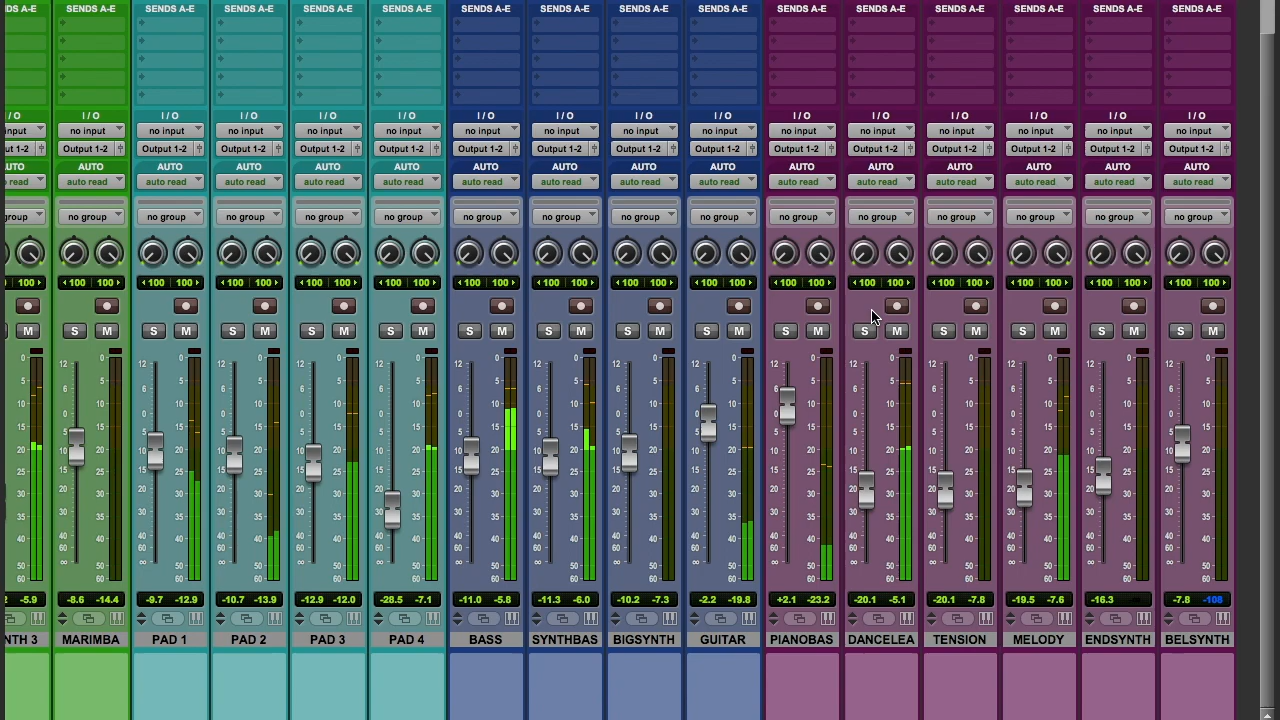 DS A-E SENDS A-E SENDS A-E SENDS A-E SENDS A-E SENDS A-E SENDS A-E SENDS A-E SENDS A-E SENDS A-E SENDS A-E SENDS A-E SENDS A-E SENDS A-E SENDS A-E SENDS A-E
/ O I / O I / O I / O I / O I / O I / O I / O I / O I / O I / O I / O I / O I / O I / O I / O
input no input no input no input no input no input no input no input no input no input no input no input no input no input no input no input
ut 1-2 Output 1-2 Output 1-2 Output 1-2 Output 1-2 Output 1-2 Output 1-2 Output 1-2 Output 1-2 Output 1-2 Output 1-2 Output 1-2 Output 1-2 Output 1-2 Output 1-2 Output 1-2
AUTO AUTO AUTO AUTO AUTO AUTO AUTO AUTO AUTO AUTO AUTO AUTO AUTO AUTO AUTO
read auto read auto read auto read auto read auto read auto read auto read auto read auto read auto read auto read auto read auto read auto read auto read
group no group no group no group no group no group no group no group no group no group no group no group no group no group no group no group
100 100 100 100 100 100 100 100 100 100 100 100 100 100 100 100 100 100 100 100 100 100 100 100 100 100 100 100 100 100 100
M S M S M S M S M S M S M S M S M S M S M S M S M S M S M S M
-5.9 -8.6 -14.4 -9.7 -12.9 -10.7 -13.9 -12.9 -12.0 -28.5 -7.1 -11.0 -5.8 -11.3 -6.0 -10.2 -7.3 -2.2 -19.8 +2.1 -23.2 -20.1 -5.1 -20.1 -7.8 -19.5 -7.6 -16.3 -7.8 -108
NTH 3 MARIMBA PAD 1 PAD 2 PAD 3 PAD 4 BASS SYNTHBAS BIGSYNTH GUITAR PIANOBAS DANCELEA TENSION MELODY ENDSYNTH BELSYNTH